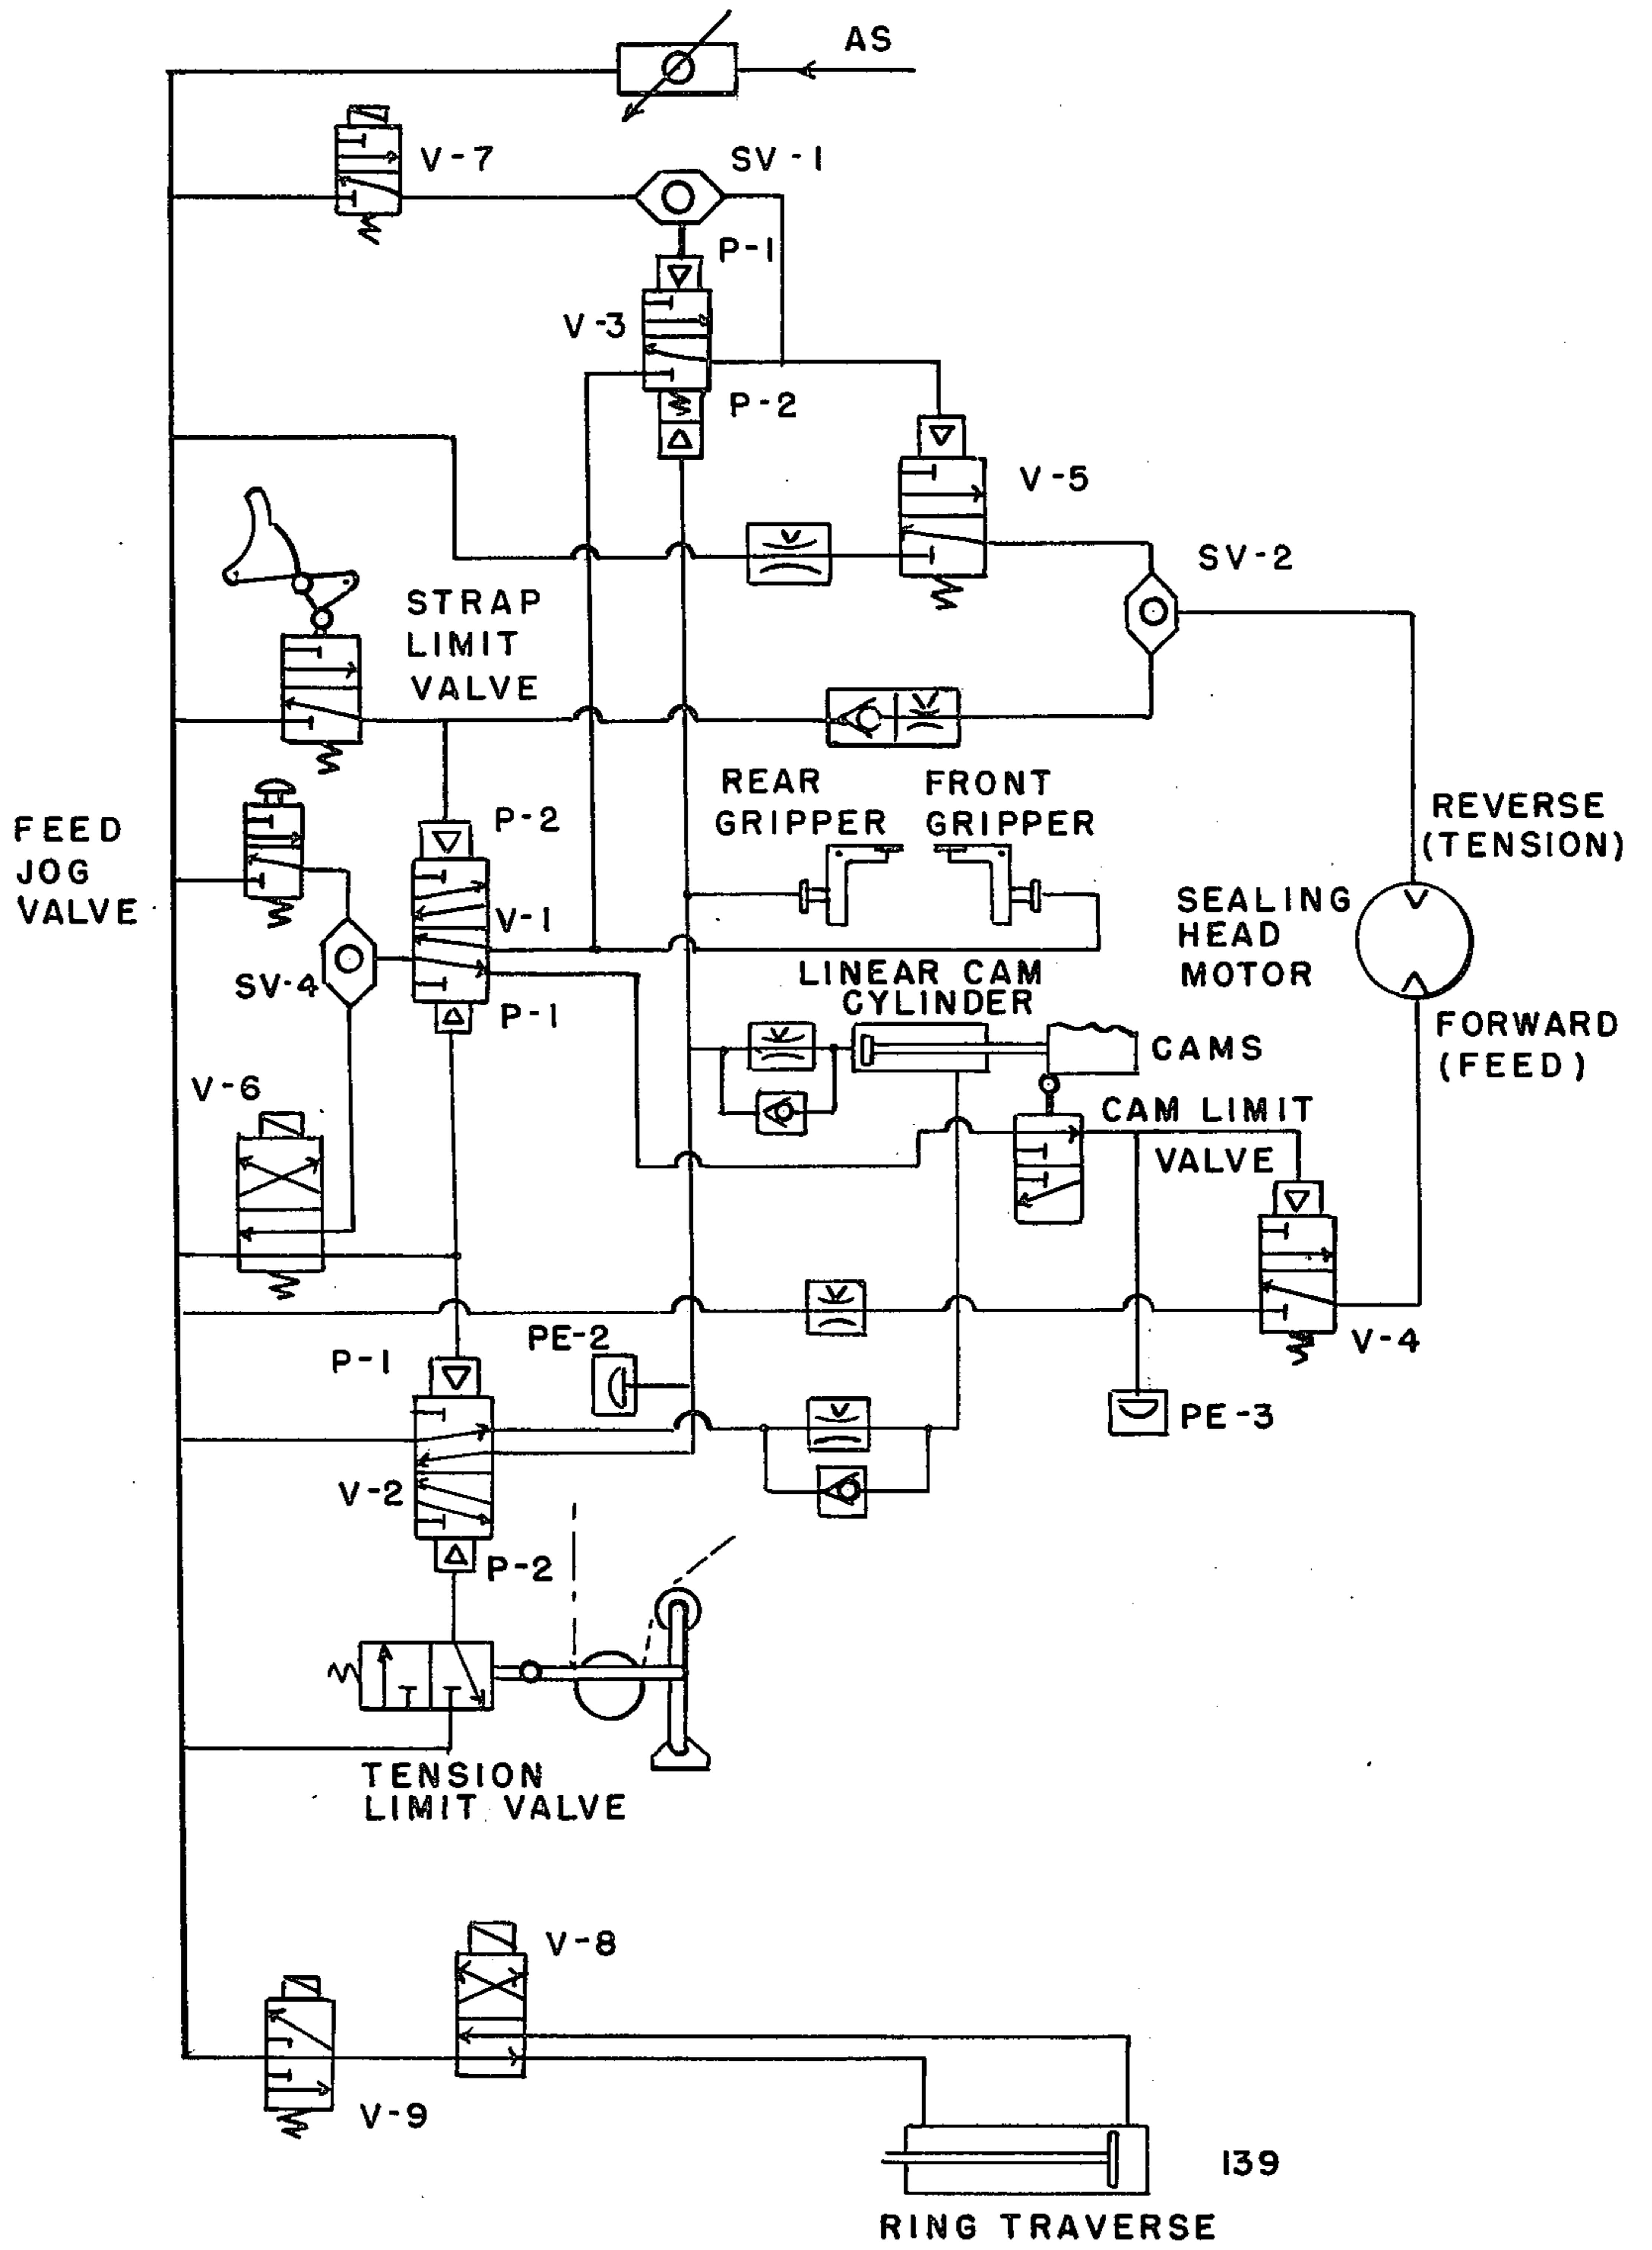 AS
V-7
SV-1
P-1
V-3
P-2
V-5
SV-2
STRAP
LIMIT
VALVE
REAR
GRIPPER
FRONT
GRIPPER
REVERSE
(TENSION)
FEED
JOG
VALVE
P-2
V-1
SEALING
HEAD
MOTOR
SV-4
P-1
LINEAR CAM
CYLINDER
FORWARD
(FEED)
CAMS
V-6
CAM LIMIT
VALVE
PE-2
P-1
V-4
PE-3
V-2
P-2
TENSION
LIMIT VALVE
V-8
V-9
139
RING TRAVERSE